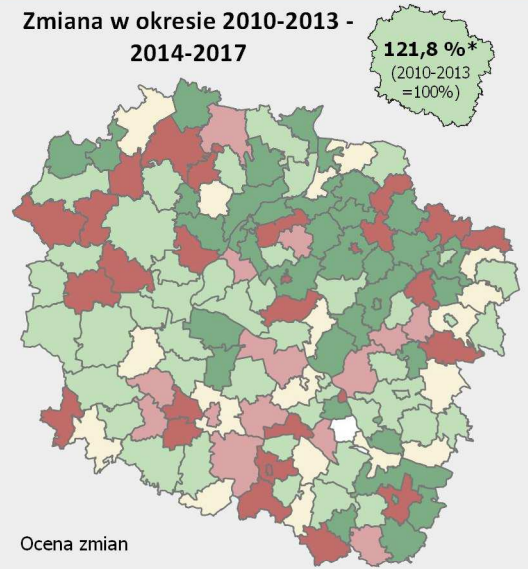 Zmiana w okresie 2010-2013 -
2014-2017
121,8 %*
(2010-2013
=100%)
Ocena zmian